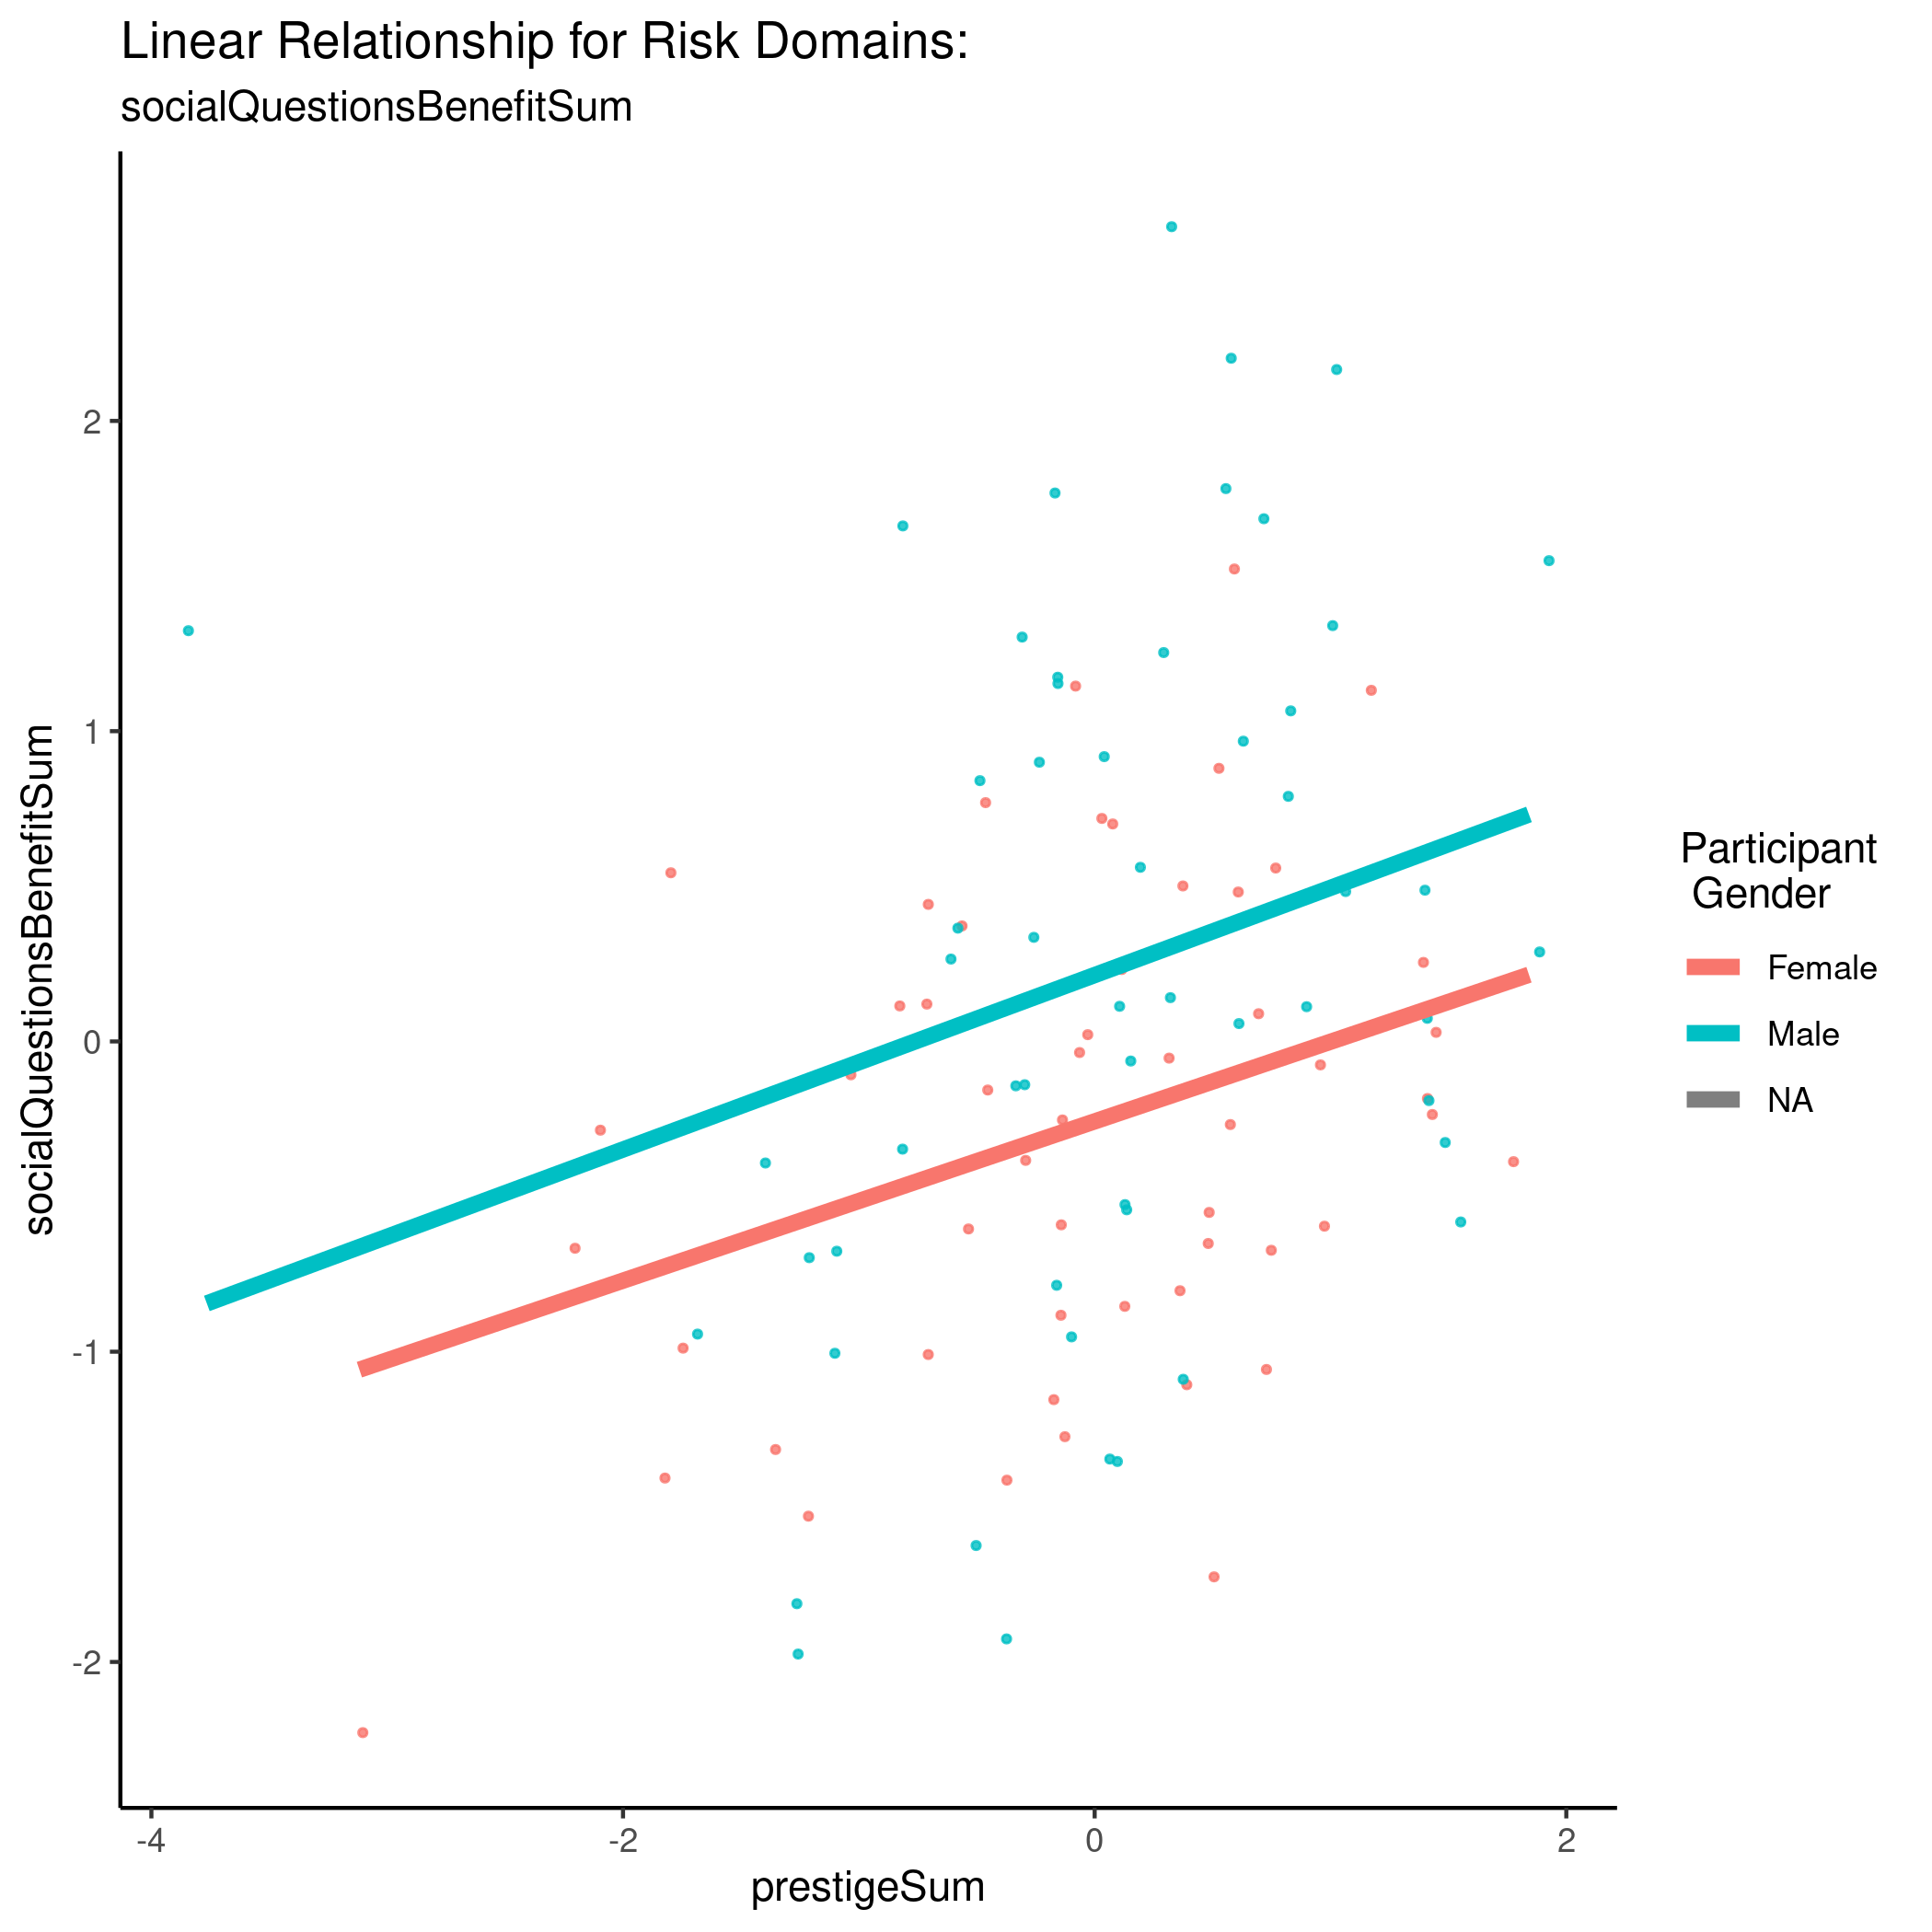 Linear Relationship for Risk Domains:
socialQuestionsBenefitSum
socialQuestionsBenefitSum
2
1
0
-1
-2
-4
-2
0
2
prestigeSum
Participant
Gender
Female
Male
NA